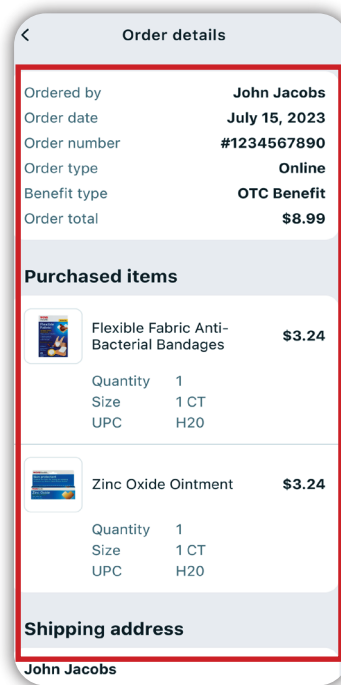 Order details
Ordered by John Jacobs
Order date July 15, 2023
Order number #1234567890
Order type Online
Benefit type OTC Benefit
Order total $8.99
Purchased items
Flexible Fabric Anti-
Bacterial Bandages $3.24
Quantity 1
Size 1 CT
UPC H20
Zinc Oxide Ointment $3.24
Quantity 1
Size 1 CT
UPC H20
Shipping address
John Jacobs